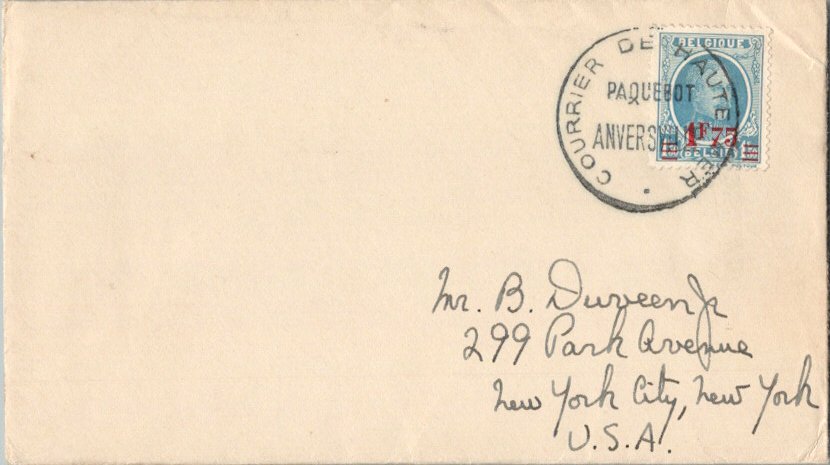 COURRIER DE HAUTE MER
PAQUEBOT
ANVERS
BELGIQUE
1F75
BELGIË
Mr. B. Duveen Jr
299 Park Avenue
New York City, New York
U.S.A.